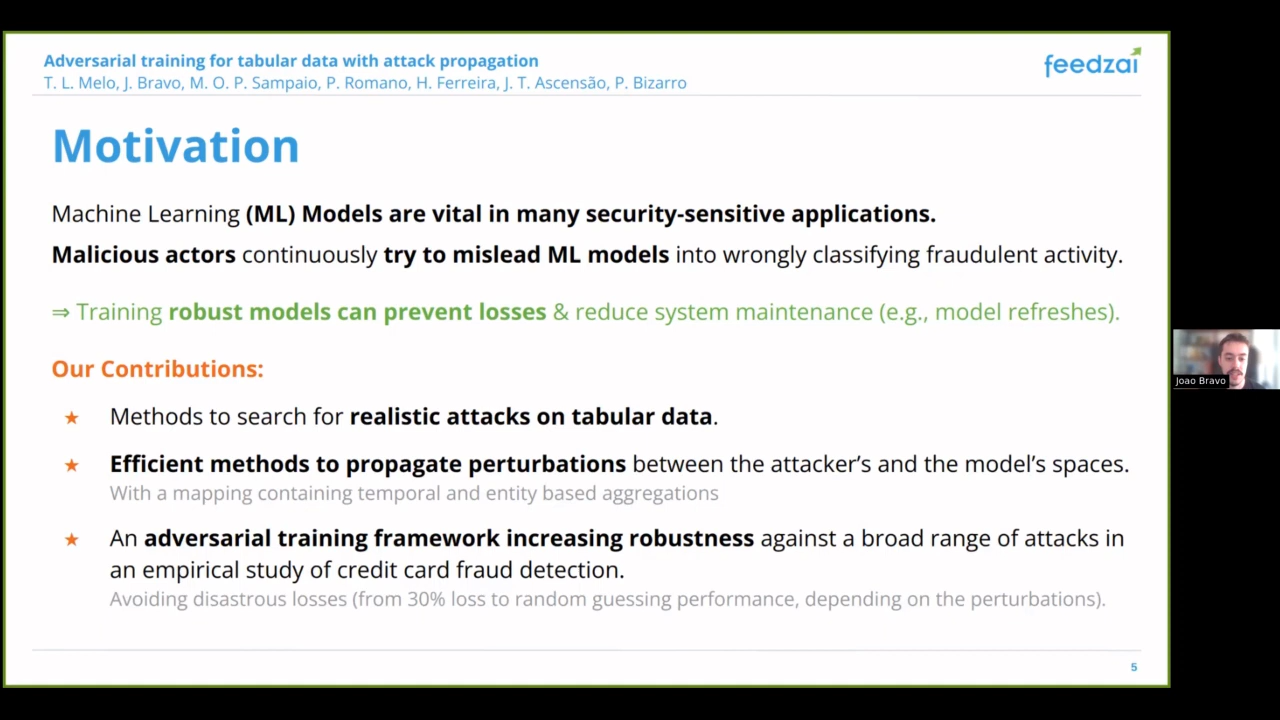 Adversarial training for tabular data with attack propagation
T. L. Melo, J. Bravo, M. O. P. Sampaio, P. Romano, H. Ferreira, J. T. Ascensão, P. Bizarro
feedzai
Motivation
Machine Learning (ML) Models are vital in many security-sensitive applications.
Malicious actors continuously try to mislead ML models into wrongly classifying fraudulent activity.
⇒ Training robust models can prevent losses & reduce system maintenance (e.g., model refreshes).
Our Contributions:
★ Methods to search for realistic attacks on tabular data.
★ Efficient methods to propagate perturbations between the attacker’s and the model’s spaces.
With a mapping containing temporal and entity based aggregations
★ An adversarial training framework increasing robustness against a broad range of attacks in
an empirical study of credit card fraud detection.
Avoiding disastrous losses (from 30% loss to random guessing performance, depending on the perturbations).
5
Joao Bravo